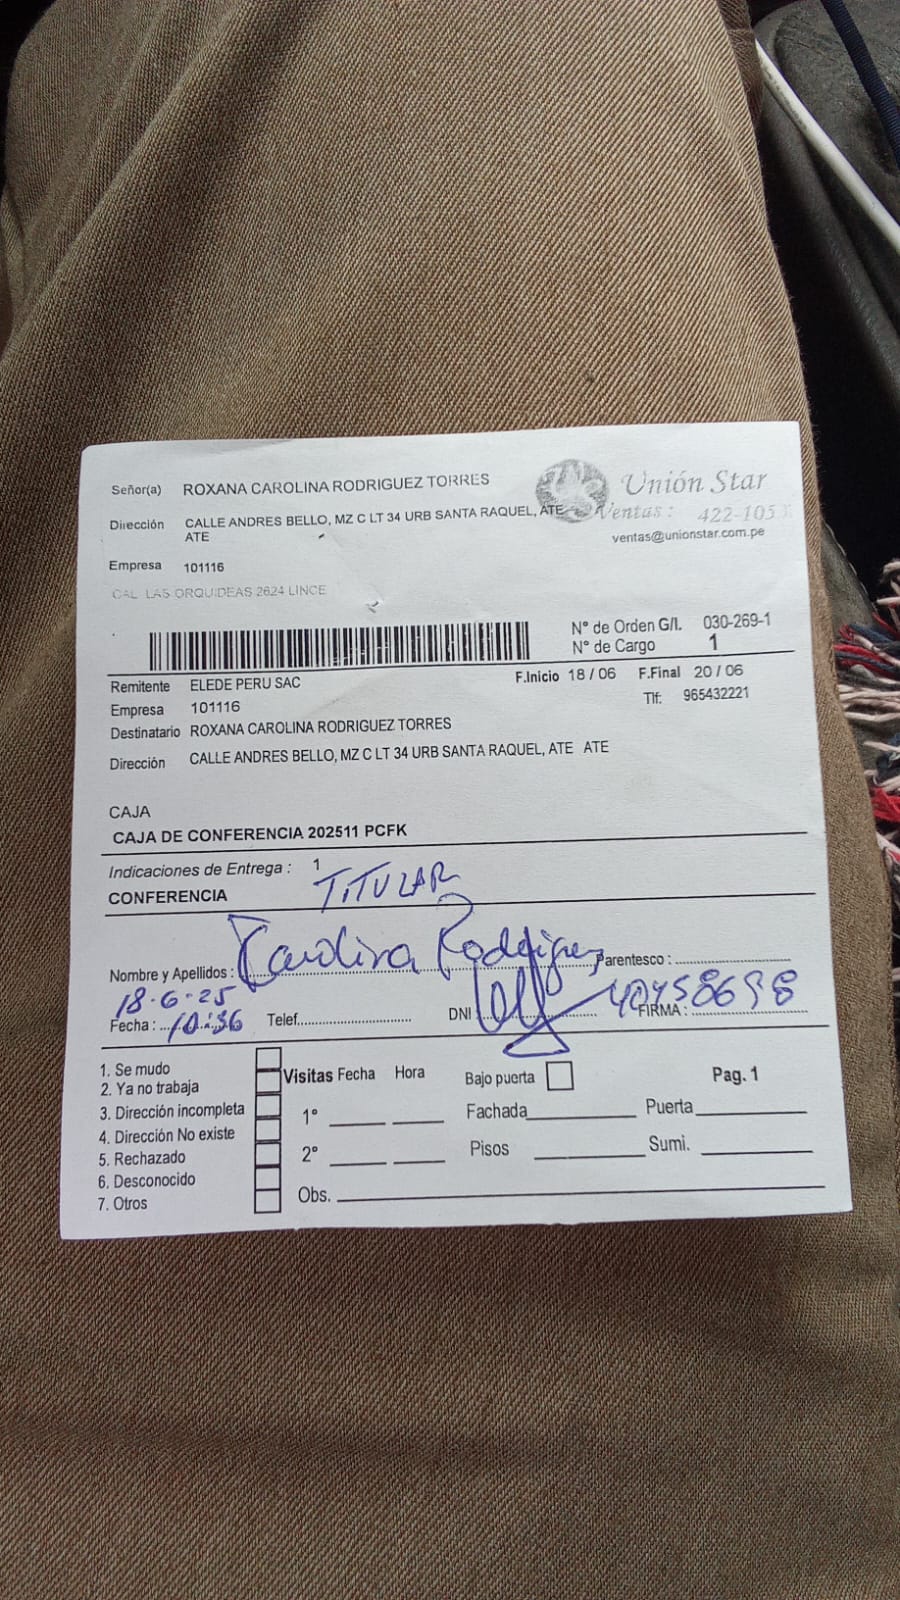 Señor(a) ROXANA CAROLINA RODRIGUEZ TORRES
Unión Star
Dirección CALLE ANDRES BELLO, MZ C LT 34 URB SANTA RAQUEL, ATE
ATE
Ventas: 422-105
ventas@unionstar.com.pe
Empresa 101116
CAL LAS ORQUIDEAS 2624 LINCE
N° de Orden G/I. 030-269-1
N° de Cargo 1
Remitente ELEDE PERU SAC
F.Inicio 18 / 06 F.Final 20 / 06
Empresa 101116
Tlf: 965432221
Destinatario ROXANA CAROLINA RODRIGUEZ TORRES
Dirección CALLE ANDRES BELLO, MZ C LT 34 URB SANTA RAQUEL, ATE ATE
CAJA
CAJA DE CONFERENCIA 202511 PCFK
Indicaciones de Entrega : 1
CONFERENCIA
TITULAR
Nombre y Apellidos : Carolina Rodriguez Parentesco :
18-6-25
Fecha : 10:36 Telef. DNI FIRMA :
1. Se mudo
2. Ya no trabaja
3. Dirección incompleta
4. Dirección No existe
5. Rechazado
6. Desconocido
7. Otros
Visitas Fecha Hora Bajo puerta Pag. 1
1° Fachada Puerta
2° Pisos Sumi.
Obs.